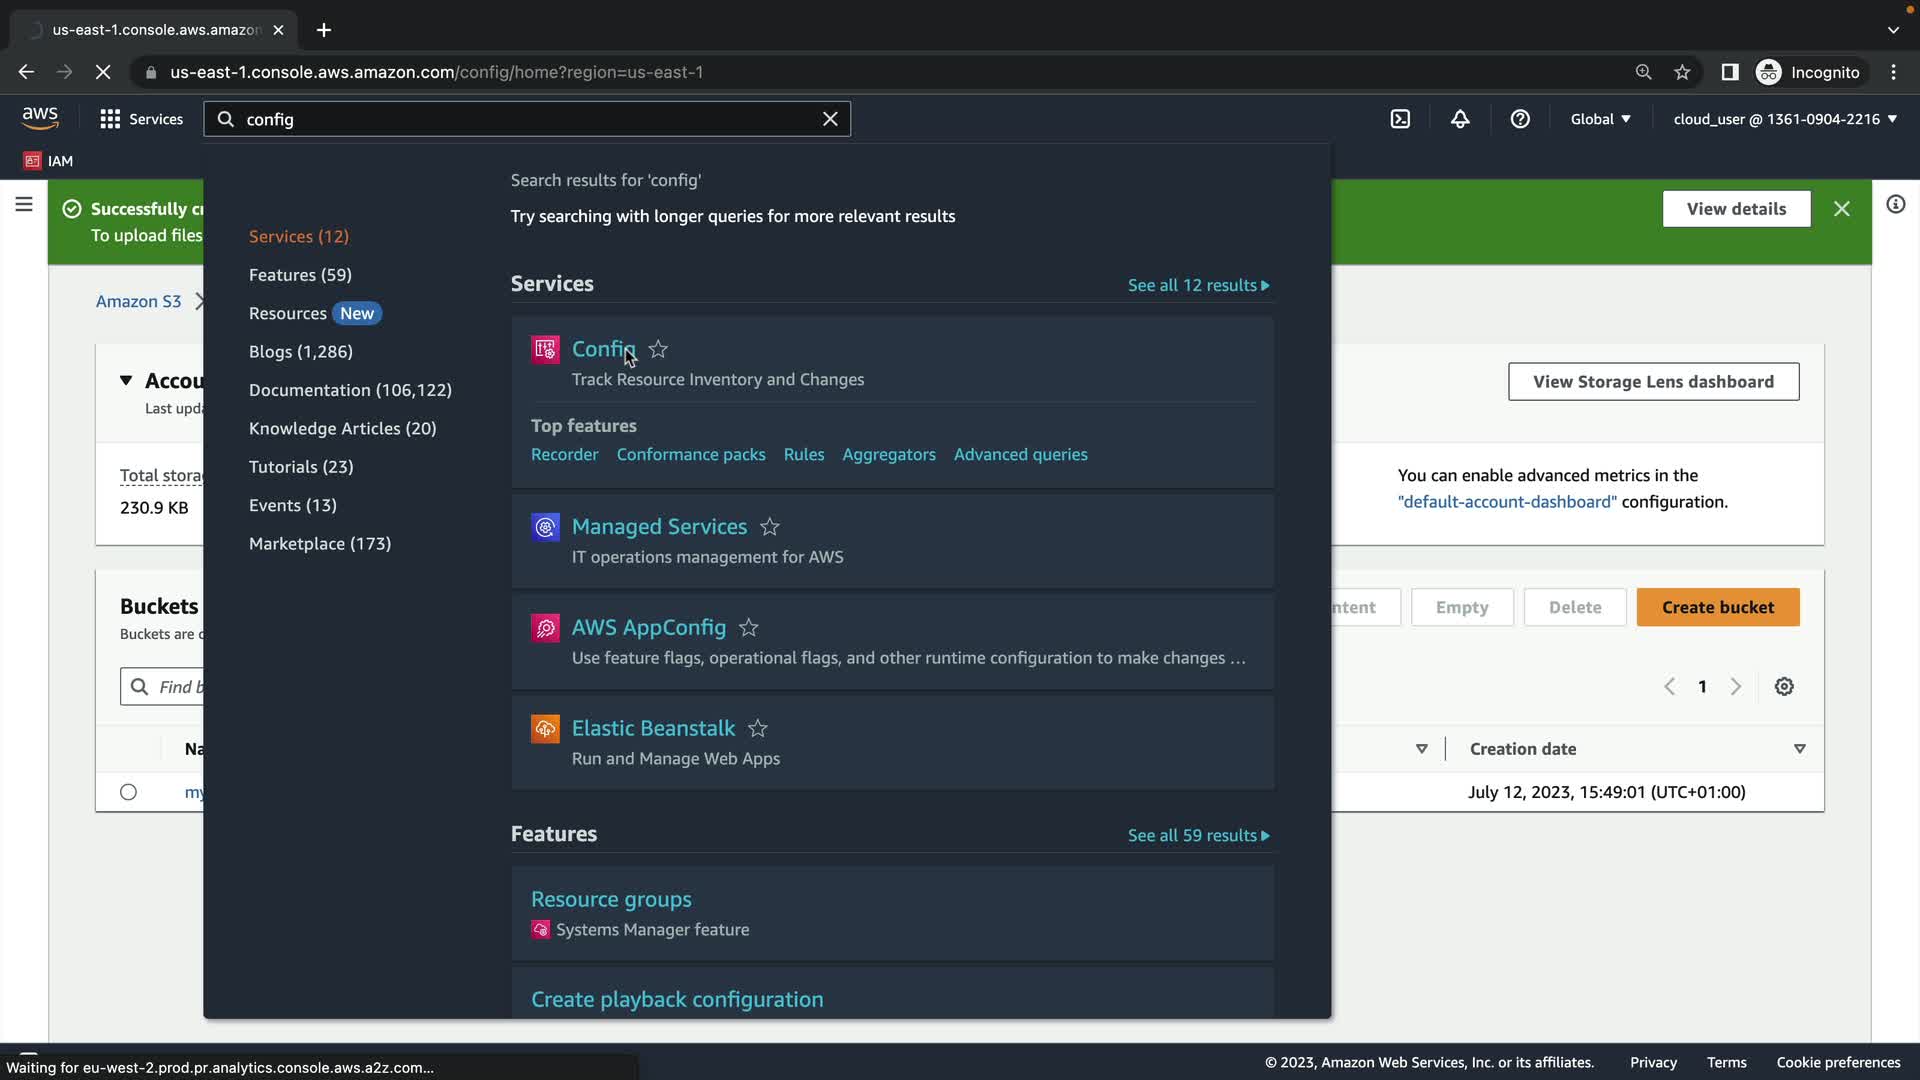 us-east-1.console.aws.amazon
us-east-1.console.aws.amazon.com/config/home?region=us-east-1
Incognito
aws
Services
config
Global
cloud_user @ 1361-0904-2216
IAM
Search results for 'config'
Try searching with longer queries for more relevant results
Services (12)
Features (59)
Resources New
Blogs (1,286)
Documentation (106,122)
Knowledge Articles (20)
Tutorials (23)
Events (13)
Marketplace (173)
Services
See all 12 results
Config
Track Resource Inventory and Changes
Top features
Recorder Conformance packs Rules Aggregators Advanced queries
Managed Services
IT operations management for AWS
AWS AppConfig
Use feature flags, operational flags, and other runtime configuration to make changes ...
Elastic Beanstalk
Run and Manage Web Apps
Features
See all 59 results
Resource groups
Systems Manager feature
Create playback configuration
Successfully cr
To upload files
View details
Amazon S3
Accou
Last upda
View Storage Lens dashboard
Total stora
230.9 KB
You can enable advanced metrics in the
"default-account-dashboard" configuration.
Buckets
Buckets are c
ntent
Empty
Delete
Create bucket
Find b
1
Na
Creation date
my
July 12, 2023, 15:49:01 (UTC+01:00)
Waiting for eu-west-2.prod.pr.analytics.console.aws.a2z.com...
© 2023, Amazon Web Services, Inc. or its affiliates.
Privacy
Terms
Cookie preferences